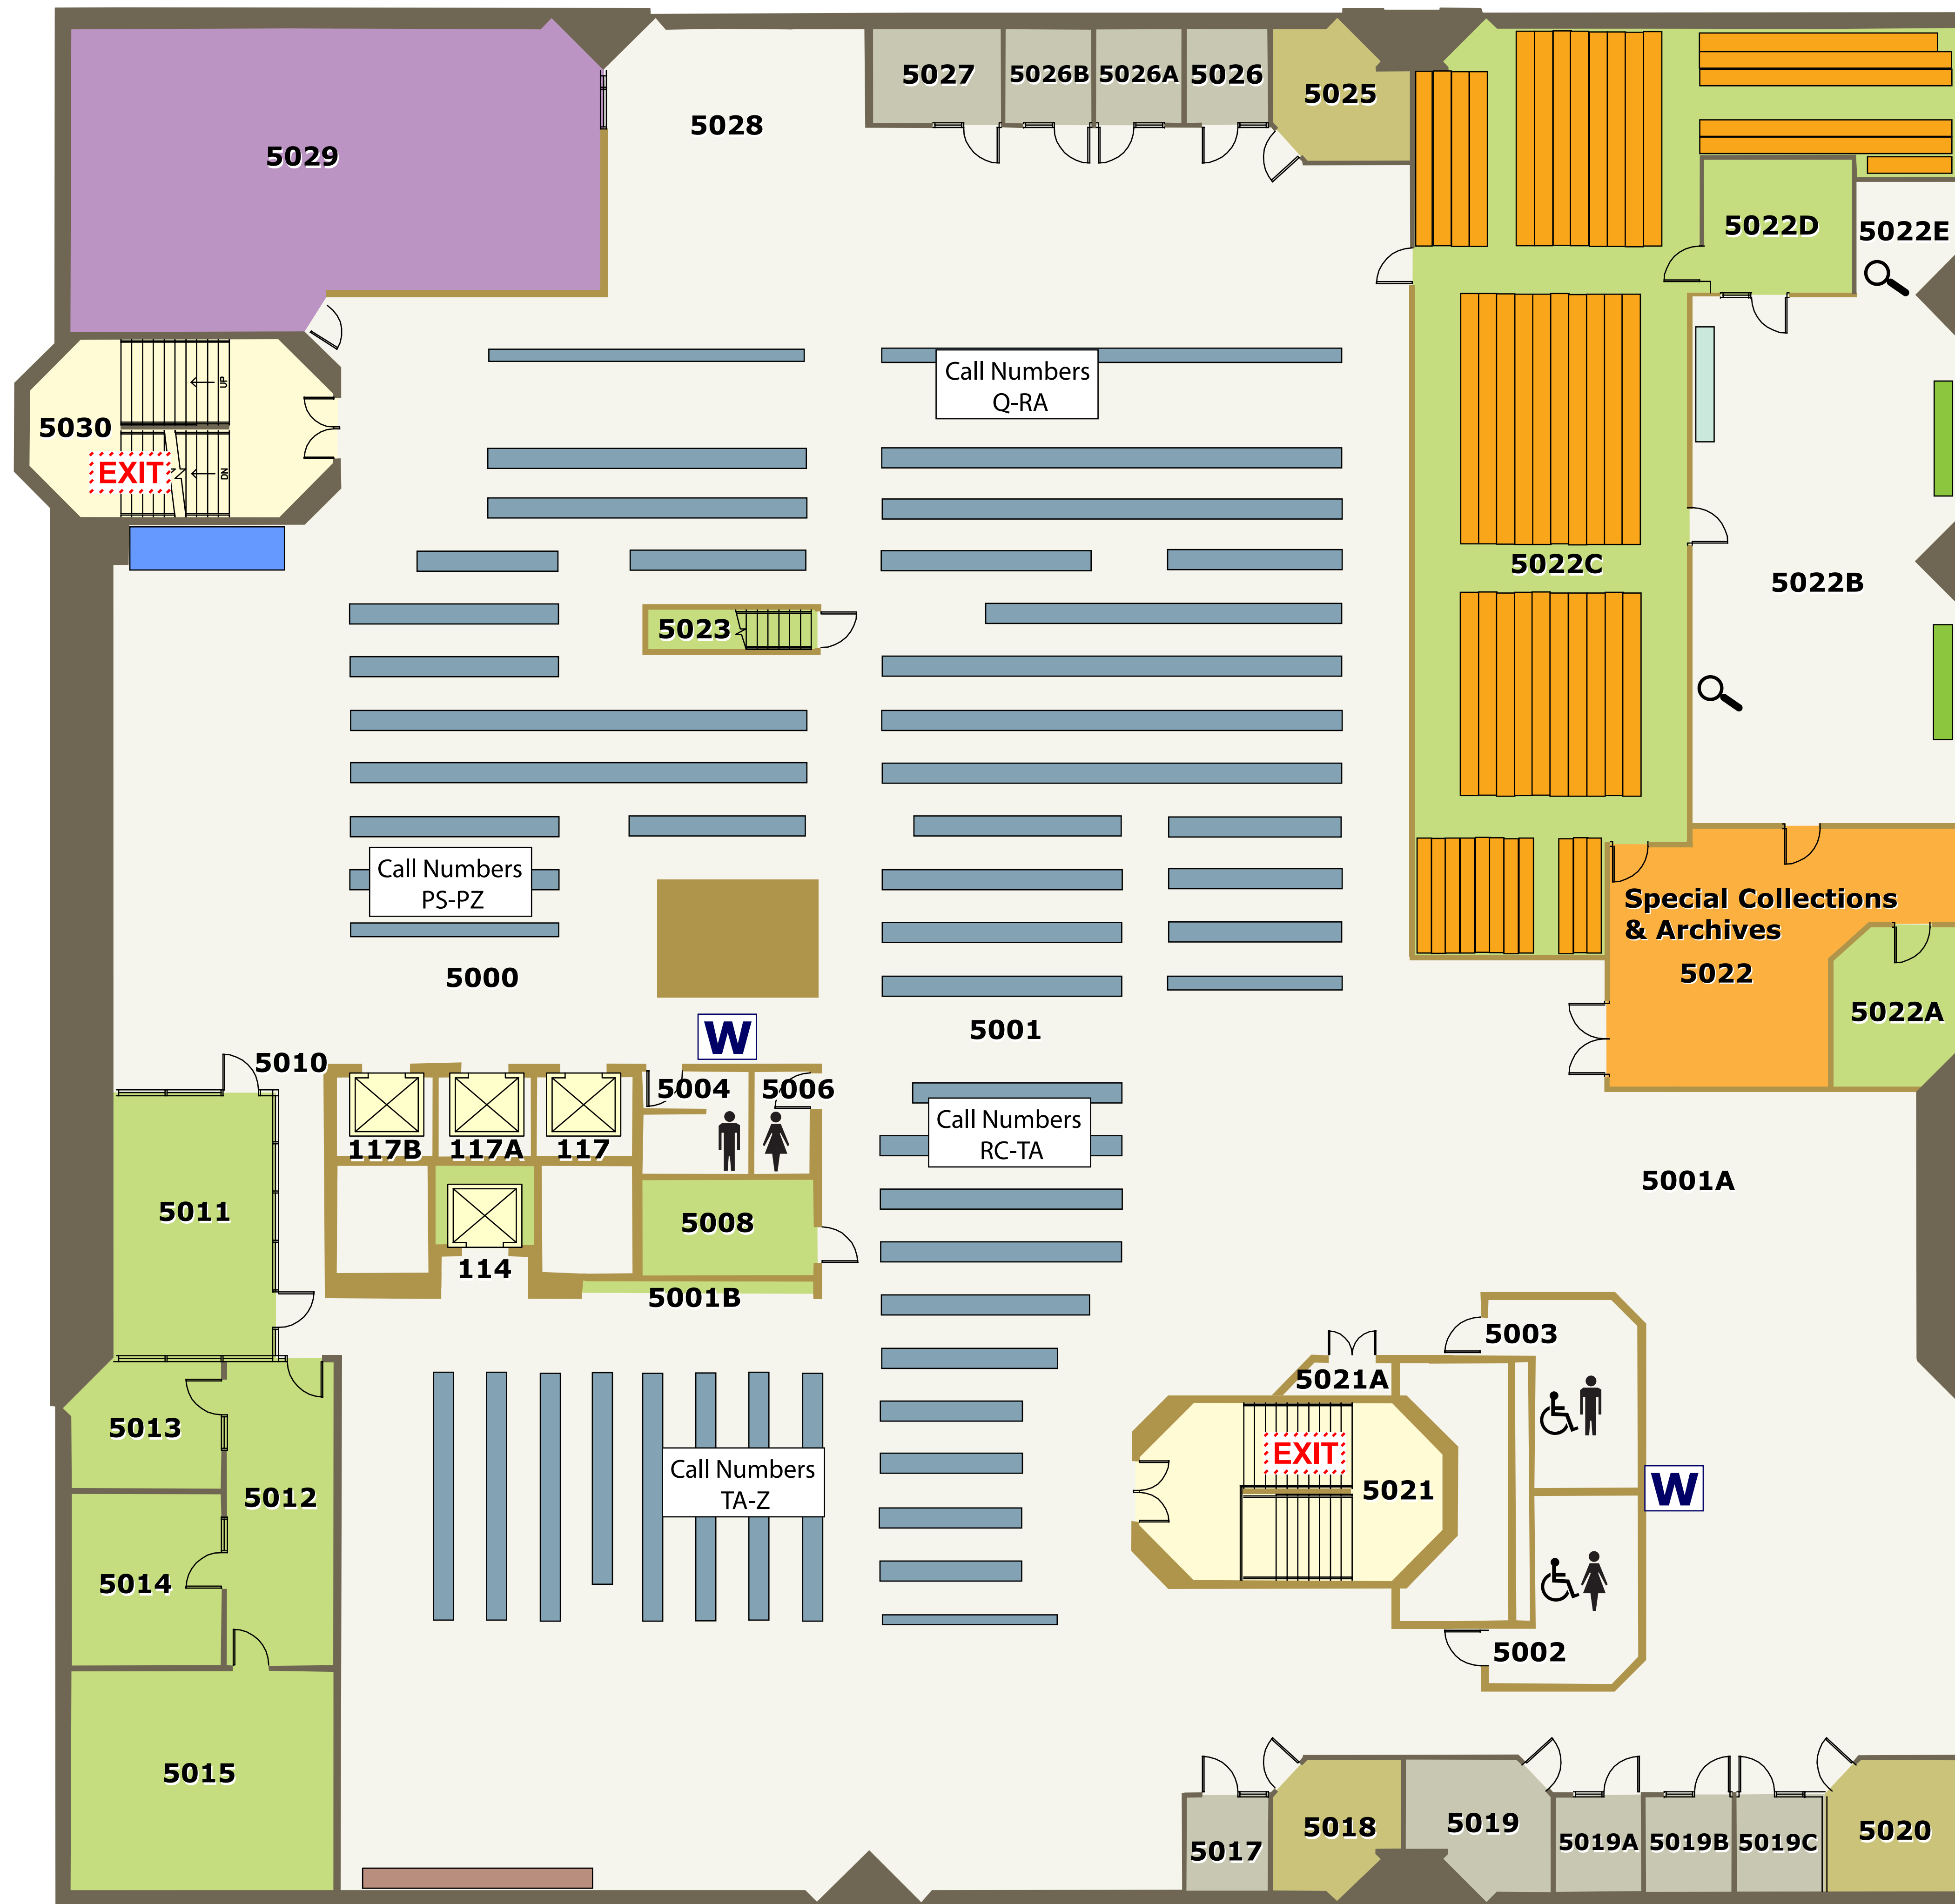 5027
5026B
5026A
5026
5025
5028
5029
5022D
5022E
UP
5030
EXIT
DN
Call Numbers
Q-RA
5022C
5022B
5023
Call Numbers
PS-PZ
Special Collections
& Archives
5022
5022A
5000
W
5001
5010
5004
5006
117B
117A
117
Call Numbers
RC-TA
5001A
5011
5008
114
5001B
5003
5021A
5013
5012
Call Numbers
TA-Z
EXIT
5021
W
5014
5002
5015
5017
5018
5019
5019A
5019B
5019C
5020